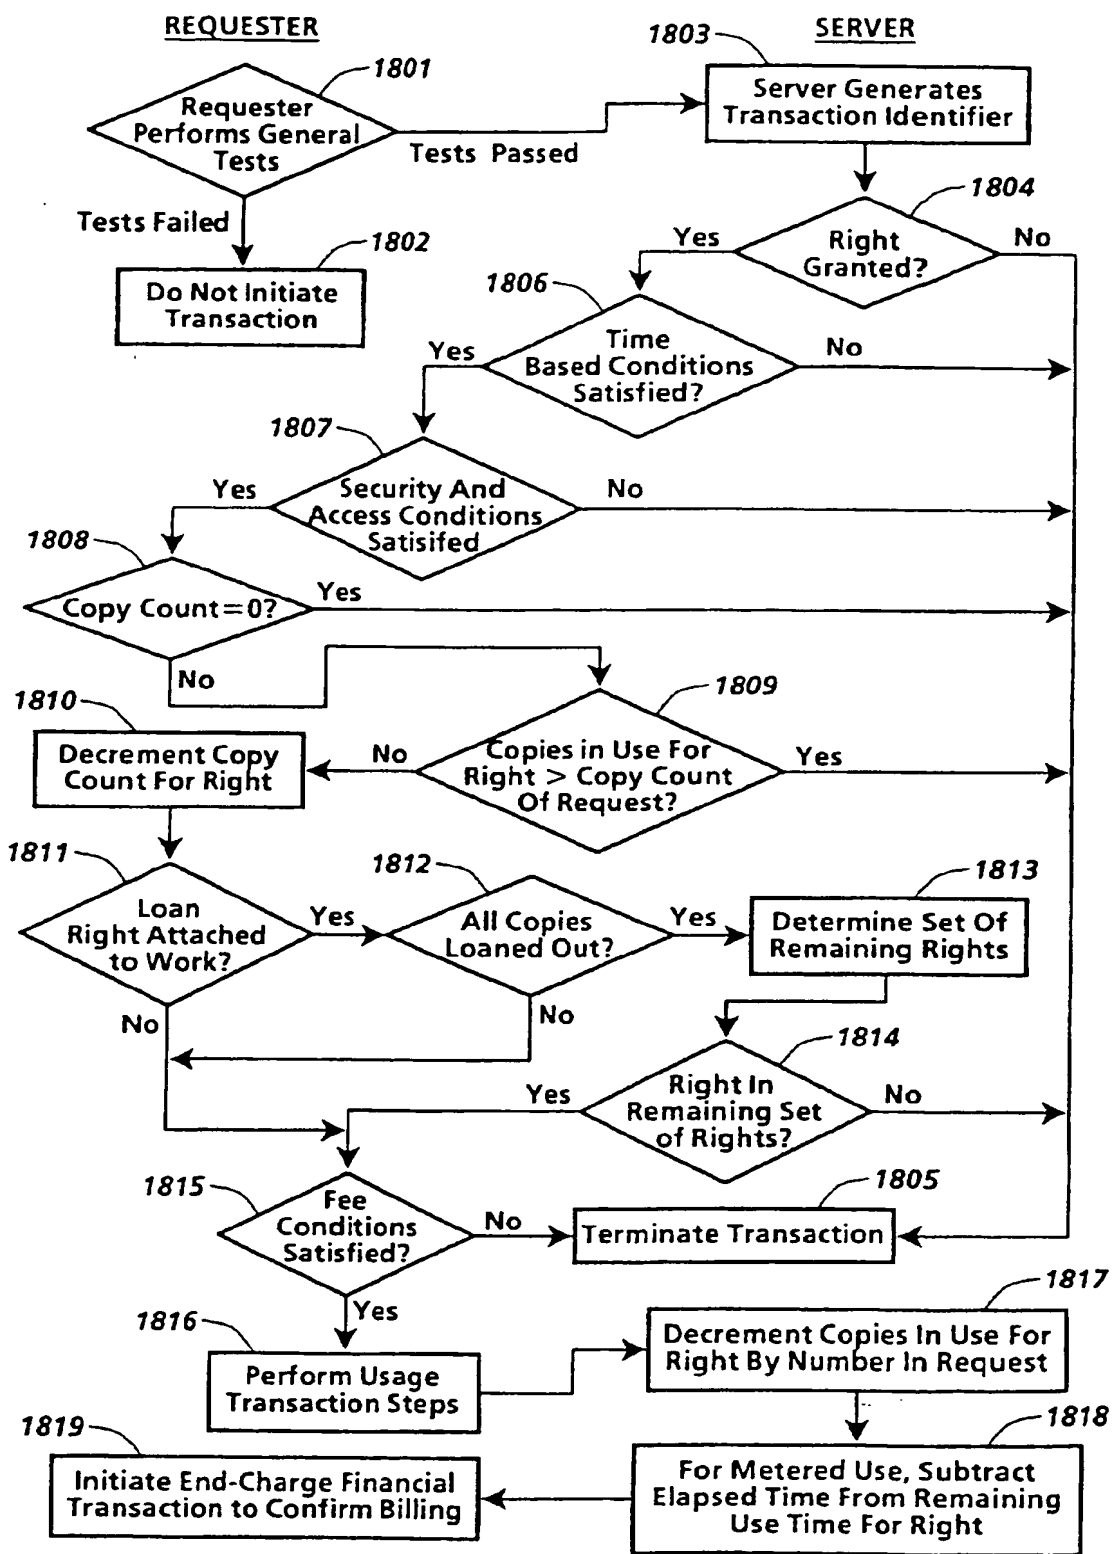 REQUESTER
SERVER
1801
Requester
Performs General
Tests
Tests Passed
1803
Server Generates
Transaction Identifier
Tests Failed
1802
Do Not Initiate
Transaction
1804
Right
Granted?
Yes
No
1806
Time
Based Conditions
Satisfied?
Yes
No
1807
Security And
Access Conditions
Satisifed
Yes
No
1808
Copy Count=0?
Yes
No
1809
Copies in Use For
Right > Copy Count
Of Request?
No
Yes
1810
Decrement Copy
Count For Right
1811
Loan
Right Attached
to Work?
Yes
No
1812
All Copies
Loaned Out?
Yes
No
1813
Determine Set Of
Remaining Rights
1814
Right In
Remaining Set
of Rights?
Yes
No
1815
Fee
Conditions
Satisfied?
No
Yes
1805
Terminate Transaction
1816
Perform Usage
Transaction Steps
1817
Decrement Copies In Use For
Right By Number In Request
1818
For Metered Use, Subtract
Elapsed Time From Remaining
Use Time For Right
1819
Initiate End-Charge Financial
Transaction to Confirm Billing